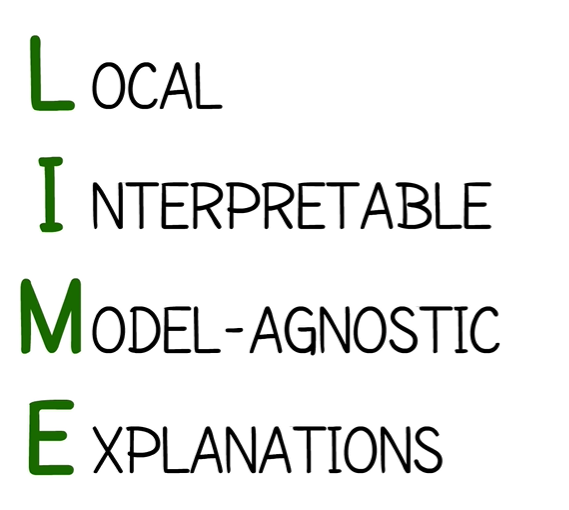 LOCAL
INTERPRETABLE
MODEL-AGNOSTIC
EXPLANATIONS